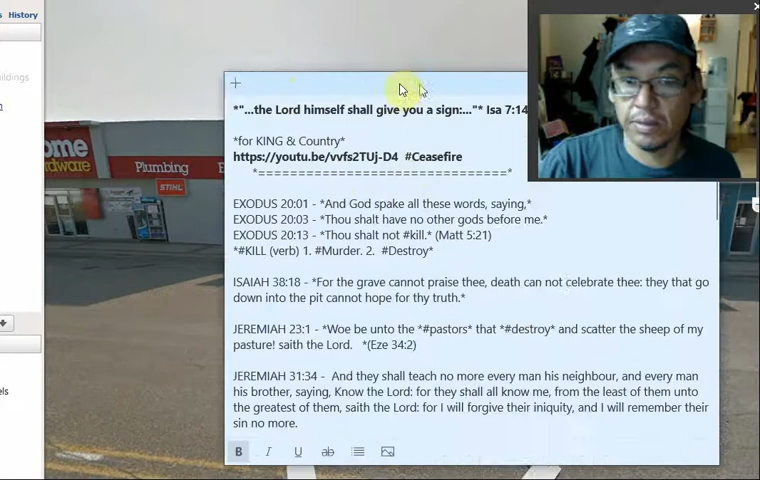 History
ildings
ome
rdware
Plumbing
STIHL
*"...the Lord himself shall give you a sign:..."* Isa 7:14
*for KING & Country*
https://youtu.be/vvfs2TUj-D4 #Ceasefire
*===============================*
EXODUS 20:01 - *And God spake all these words, saying,*
EXODUS 20:03 - *Thou shalt have no other gods before me.*
EXODUS 20:13 - *Thou shalt not #kill.* (Matt 5:21)
*#KILL (verb) 1. #Murder. 2. #Destroy*
ISAIAH 38:18 - *For the grave cannot praise thee, death can not celebrate thee: they that go
down into the pit cannot hope for thy truth.*
JEREMIAH 23:1 - *Woe be unto the *#pastors* that *#destroy* and scatter the sheep of my
pasture! saith the Lord. *(Eze 34:2)
JEREMIAH 31:34 - And they shall teach no more every man his neighbour, and every man
his brother, saying, Know the Lord: for they shall all know me, from the least of them unto
the greatest of them, saith the Lord: for I will forgive their iniquity, and I will remember their
sin no more.
B I U ab
els